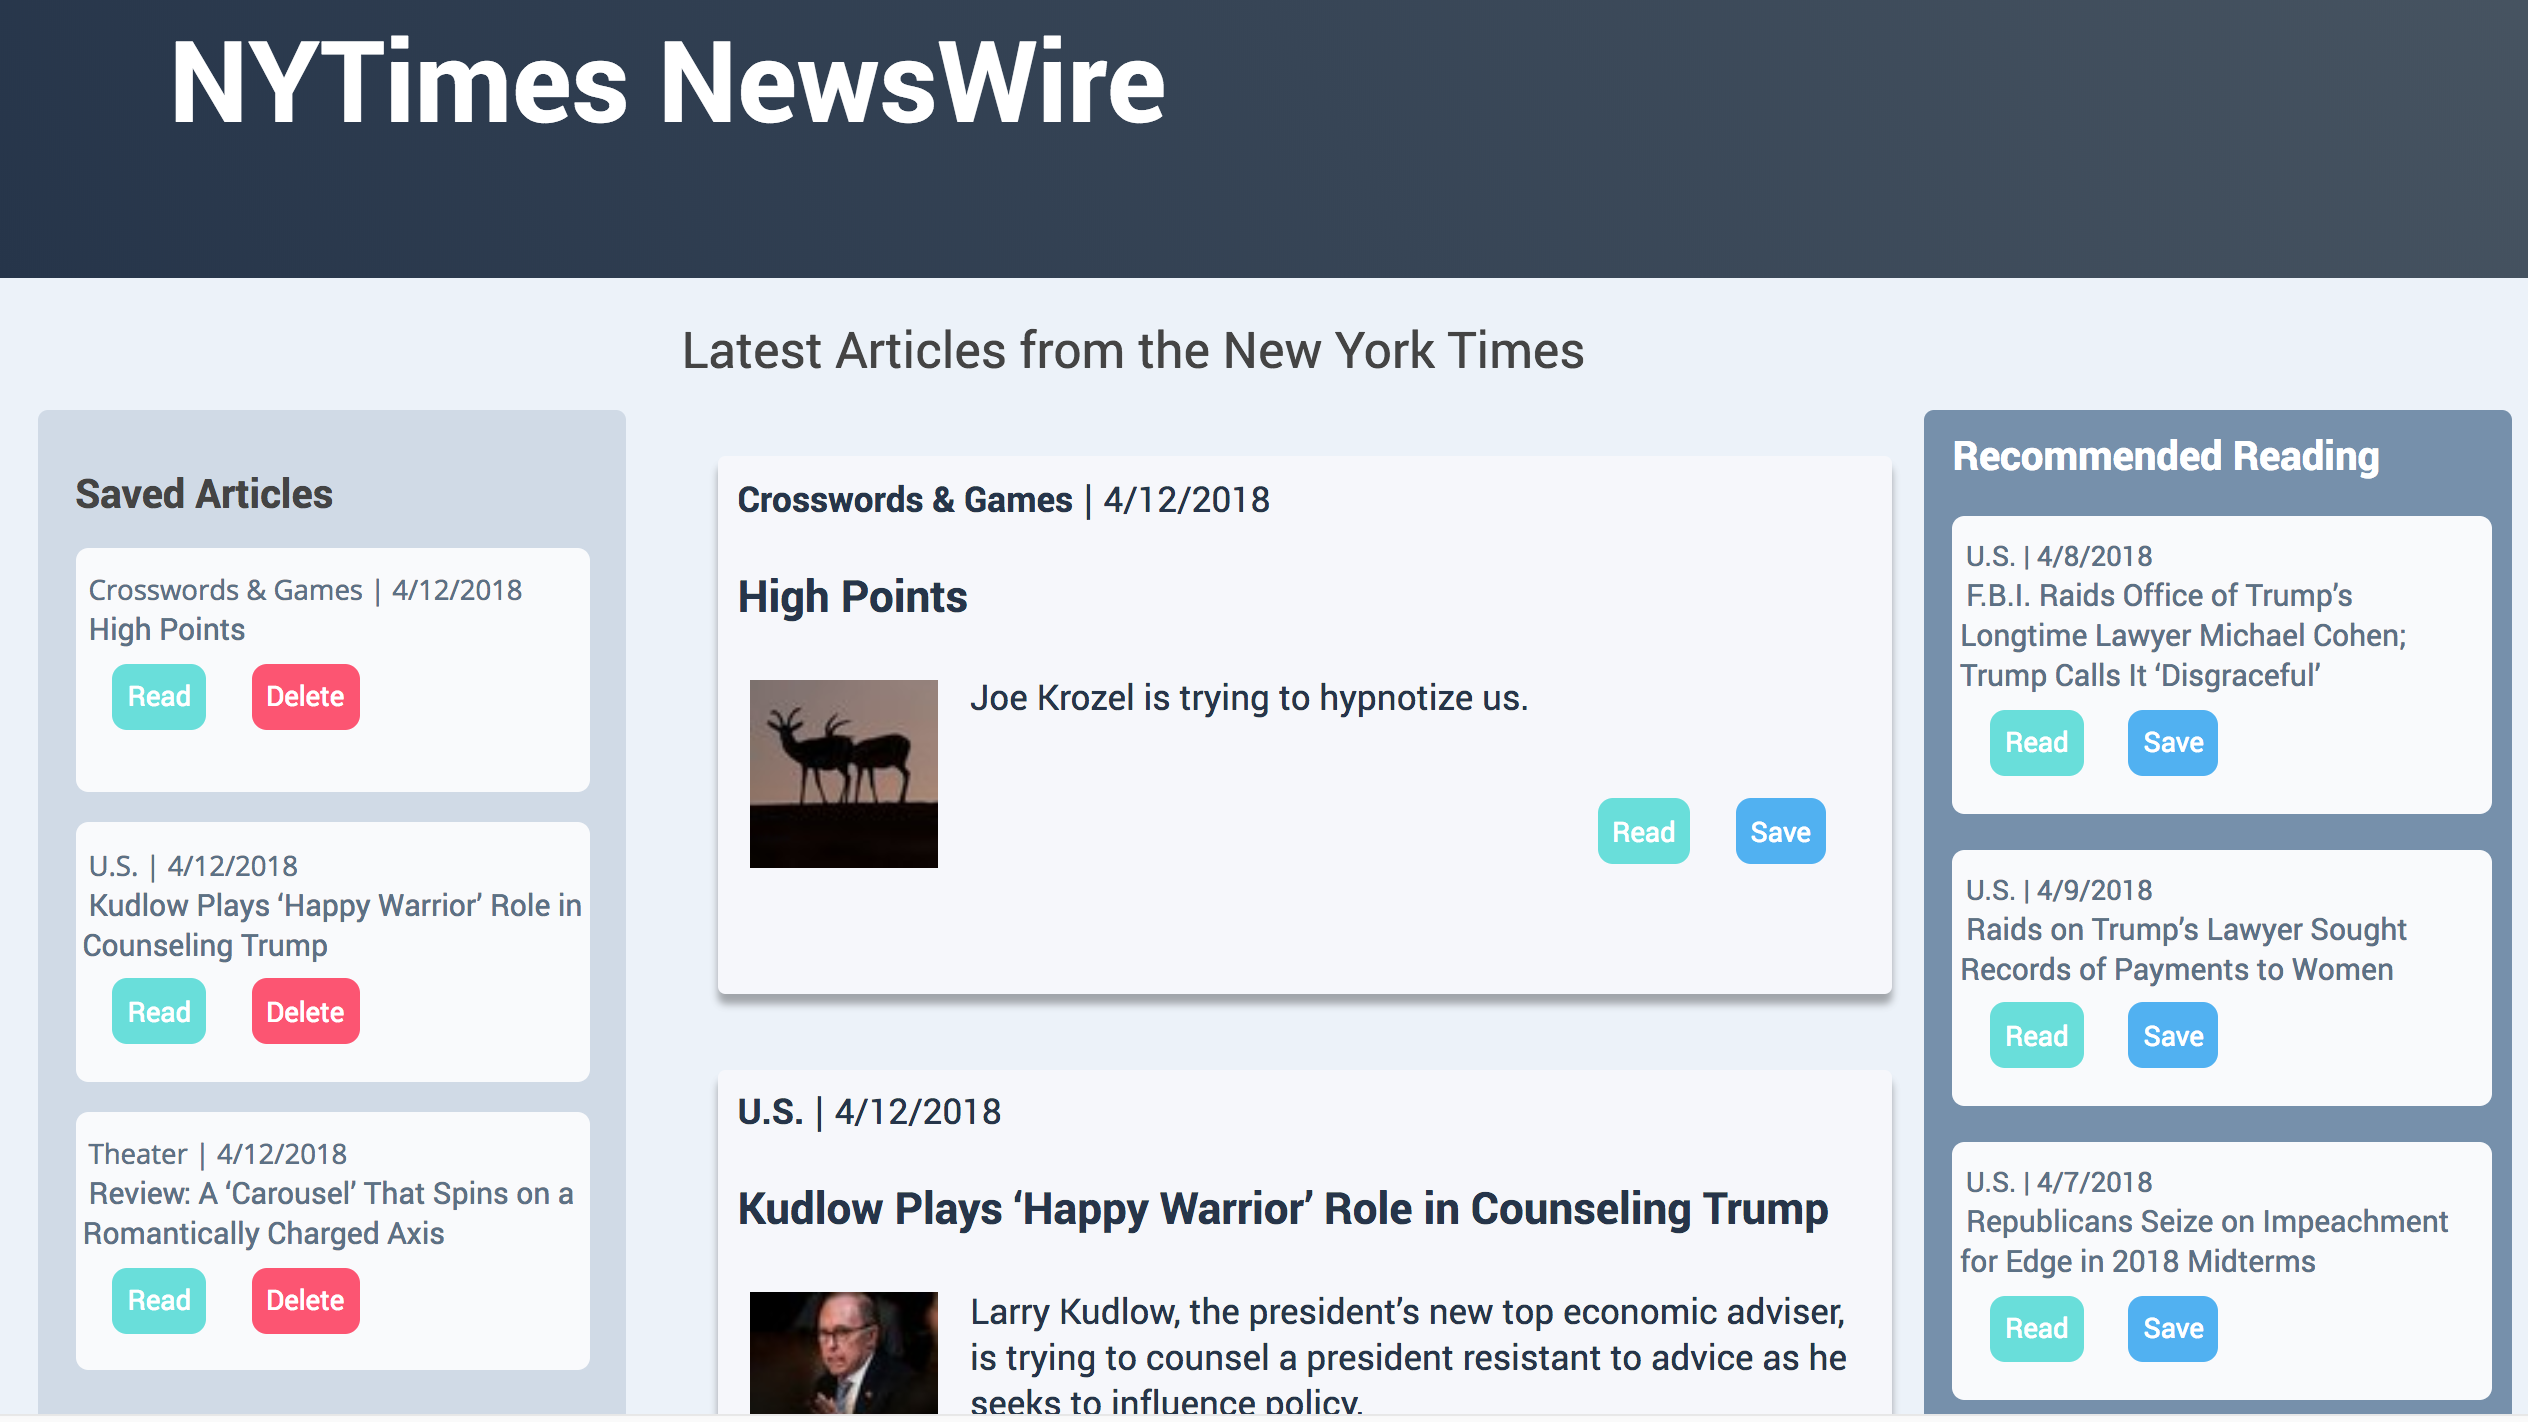 NYTimes NewsWire
Latest Articles from the New York Times
Saved Articles
Crosswords & Games | 4/12/2018
High Points
Read Delete
U.S. | 4/12/2018
Kudlow Plays ‘Happy Warrior’ Role in
Counseling Trump
Read Delete
Theater | 4/12/2018
Review: A ‘Carousel’ That Spins on a
Romantically Charged Axis
Read Delete
Crosswords & Games | 4/12/2018
High Points
Joe Krozel is trying to hypnotize us.
Read Save
U.S. | 4/12/2018
Kudlow Plays ‘Happy Warrior’ Role in Counseling Trump
Larry Kudlow, the president’s new top economic adviser,
is trying to counsel a president resistant to advice as he
seeks to influence policy.
Recommended Reading
U.S. | 4/8/2018
F.B.I. Raids Office of Trump’s
Longtime Lawyer Michael Cohen;
Trump Calls It ‘Disgraceful’
Read Save
U.S. | 4/9/2018
Raids on Trump’s Lawyer Sought
Records of Payments to Women
Read Save
U.S. | 4/7/2018
Republicans Seize on Impeachment
for Edge in 2018 Midterms
Read Save